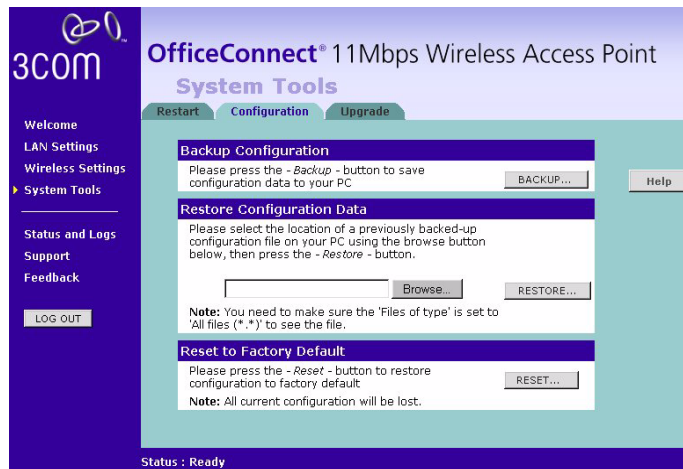 3COM
OfficeConnect® 11Mbps Wireless Access Point
System Tools
Restart Configuration Upgrade
Welcome
LAN Settings
Wireless Settings
System Tools
Status and Logs
Support
Feedback
LOG OUT
Backup Configuration
Please press the - Backup - button to save
configuration data to your PC
BACKUP...
Help
Restore Configuration Data
Please select the location of a previously backed-up
configuration file on your PC using the browse button
below, then press the - Restore - button.
Browse...
RESTORE...
Note: You need to make sure the 'Files of type' is set to
'All files (*.*)' to see the file.
Reset to Factory Default
Please press the - Reset - button to restore
configuration to factory default
RESET...
Note: All current configuration will be lost.
Status : Ready